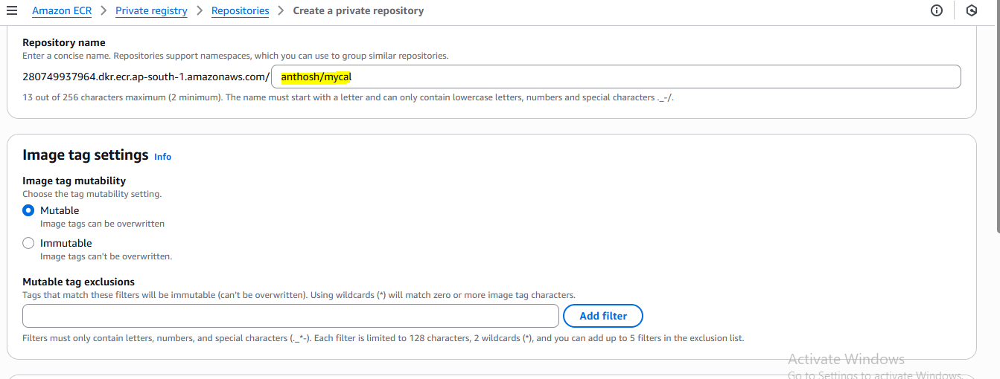 Amazon ECR > Private registry > Repositories > Create a private repository
Repository name
Enter a concise name. Repositories support namespaces, which you can use to group similar repositories.
280749937964.dkr.ecr.ap-south-1.amazonaws.com/ anthosh/mycal
13 out of 256 characters maximum (2 minimum). The name must start with a letter and can only contain lowercase letters, numbers and special characters ._-/.
Image tag settings Info
Image tag mutability
Choose the tag mutability setting.
Mutable
Image tags can be overwritten
Immutable
Image tags can't be overwritten.
Mutable tag exclusions
Tags that match these filters will be immutable (can't be overwritten). Using wildcards (*) will match zero or more image tag characters.
Add filter
Filters must only contain letters, numbers, and special characters (._*-). Each filter is limited to 128 characters, 2 wildcards (*), and you can add up to 5 filters in the exclusion list.
Activate Windows
Go to Settings to activate Windows.